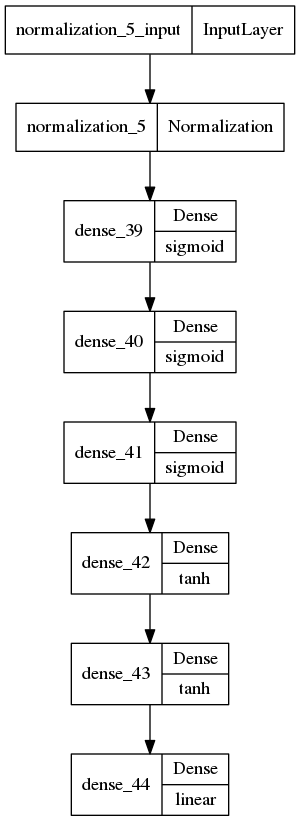 normalization_5_input InputLayer
normalization_5 Normalization
dense_39 Dense sigmoid
dense_40 Dense sigmoid
dense_41 Dense sigmoid
dense_42 Dense tanh
dense_43 Dense tanh
dense_44 Dense linear